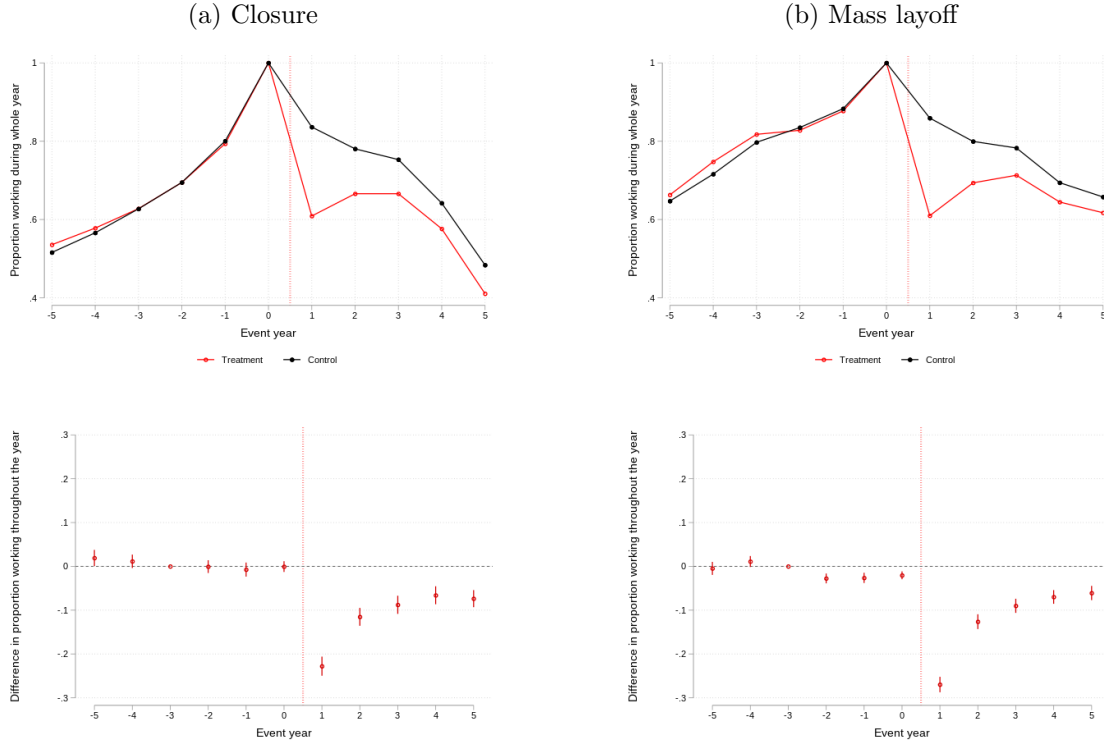 (a) Closure
Proportion working during whole year
1
.8
.6
.4
-5 -4 -3 -2 -1 0 1 2 3 4 5
Event year
Treatment Control
(b) Mass layoff
Proportion working during whole year
1
.8
.6
.4
-5 -4 -3 -2 -1 0 1 2 3 4 5
Event year
Treatment Control
Difference in proportion working throughout the year
.3
.2
.1
0
-.1
-.2
-.3
-5 -4 -3 -2 -1 0 1 2 3 4 5
Event year
Difference in proportion working throughout the year
.3
.2
.1
0
-.1
-.2
-.3
-5 -4 -3 -2 -1 0 1 2 3 4 5
Event year